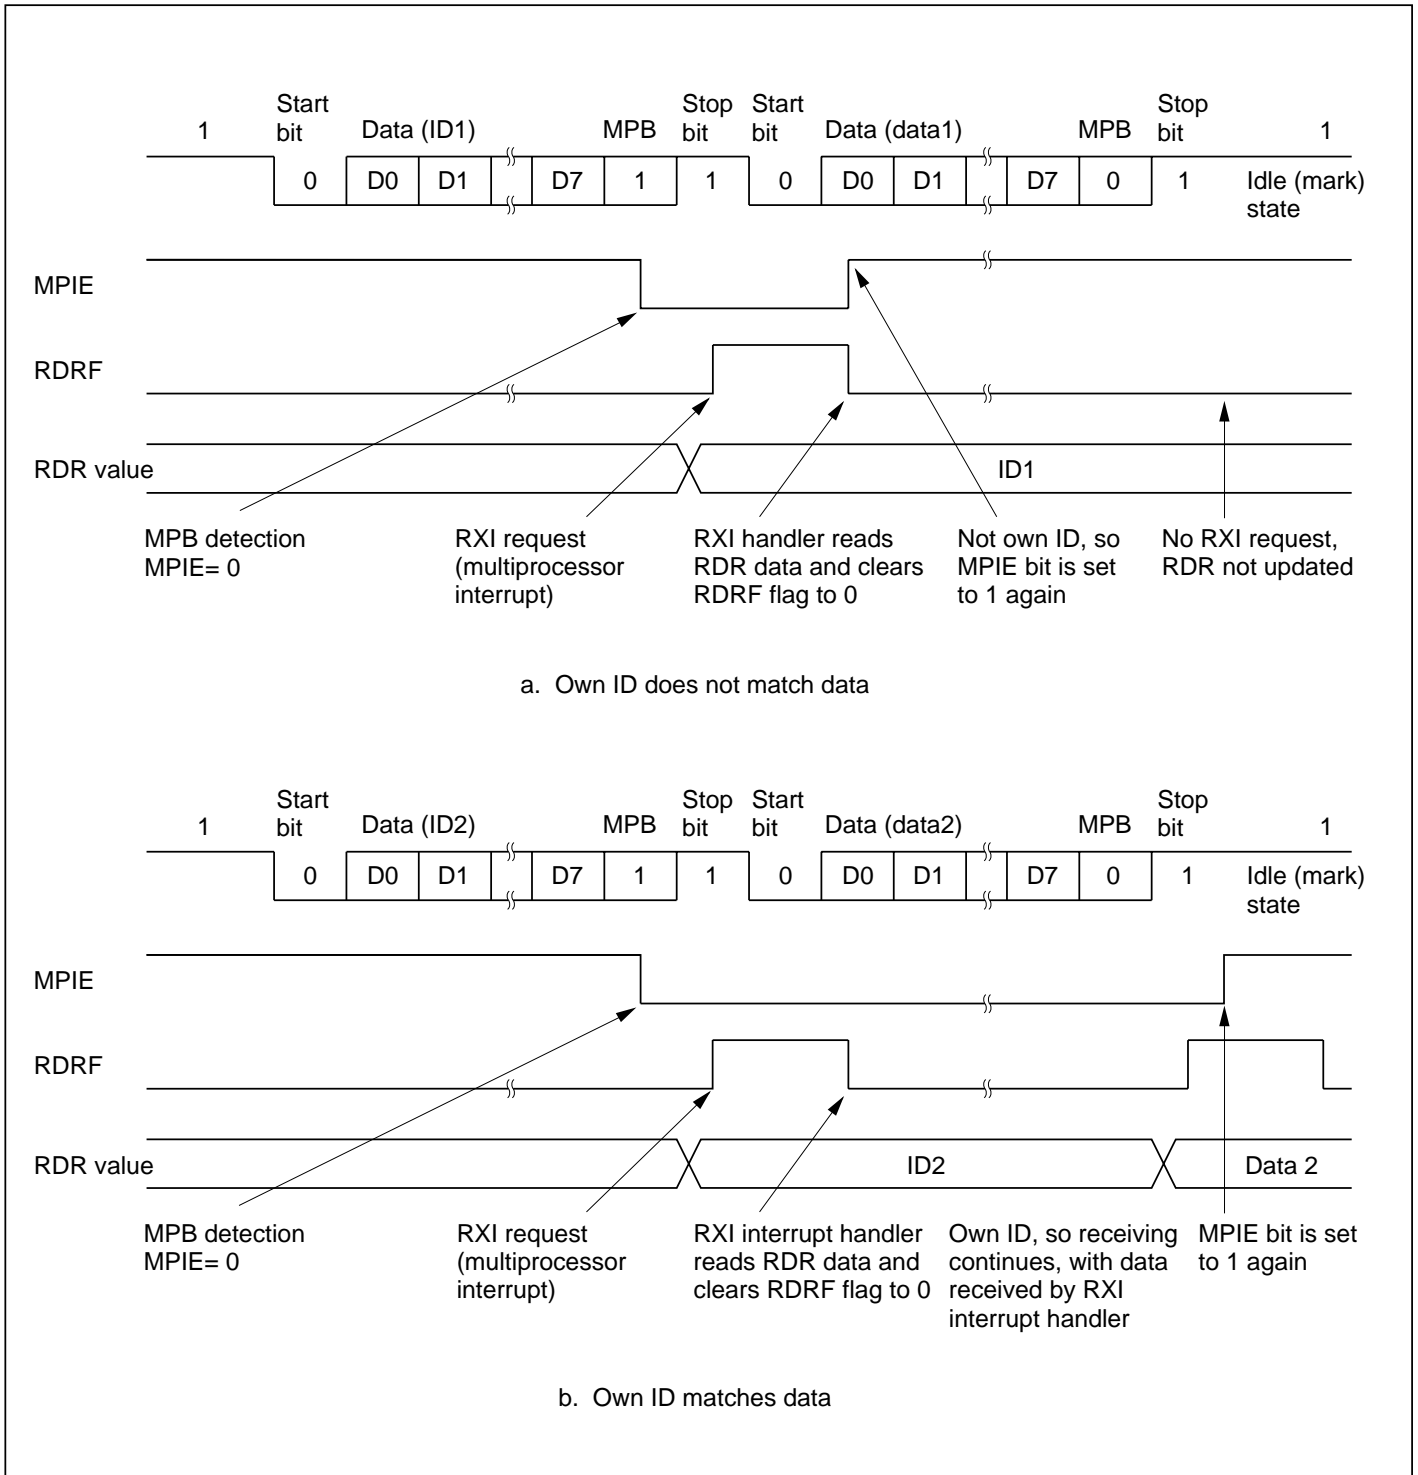 Start Stop Start Stop
1 bit Data (ID1) MPB bit bit Data (data1) MPB bit 1
0 D0 D1 D7 1 1 0 D0 D1 D7 0 1 Idle (mark)
state
MPIE
RDRF
RDR value ID1
MPB detection
MPIE= 0
RXI request
(multiprocessor
interrupt)
RXI handler reads
RDR data and clears
RDRF flag to 0
Not own ID, so
MPIE bit is set
to 1 again
No RXI request,
RDR not updated
a. Own ID does not match data
Start Stop Start Stop
1 bit Data (ID2) MPB bit bit Data (data2) MPB bit 1
0 D0 D1 D7 1 1 0 D0 D1 D7 0 1 Idle (mark)
state
MPIE
RDRF
RDR value ID2 Data 2
MPB detection
MPIE= 0
RXI request
(multiprocessor
interrupt)
RXI interrupt handler
reads RDR data and
clears RDRF flag to 0
Own ID, so receiving
continues, with data
received by RXI
interrupt handler
MPIE bit is set
to 1 again
b. Own ID matches data